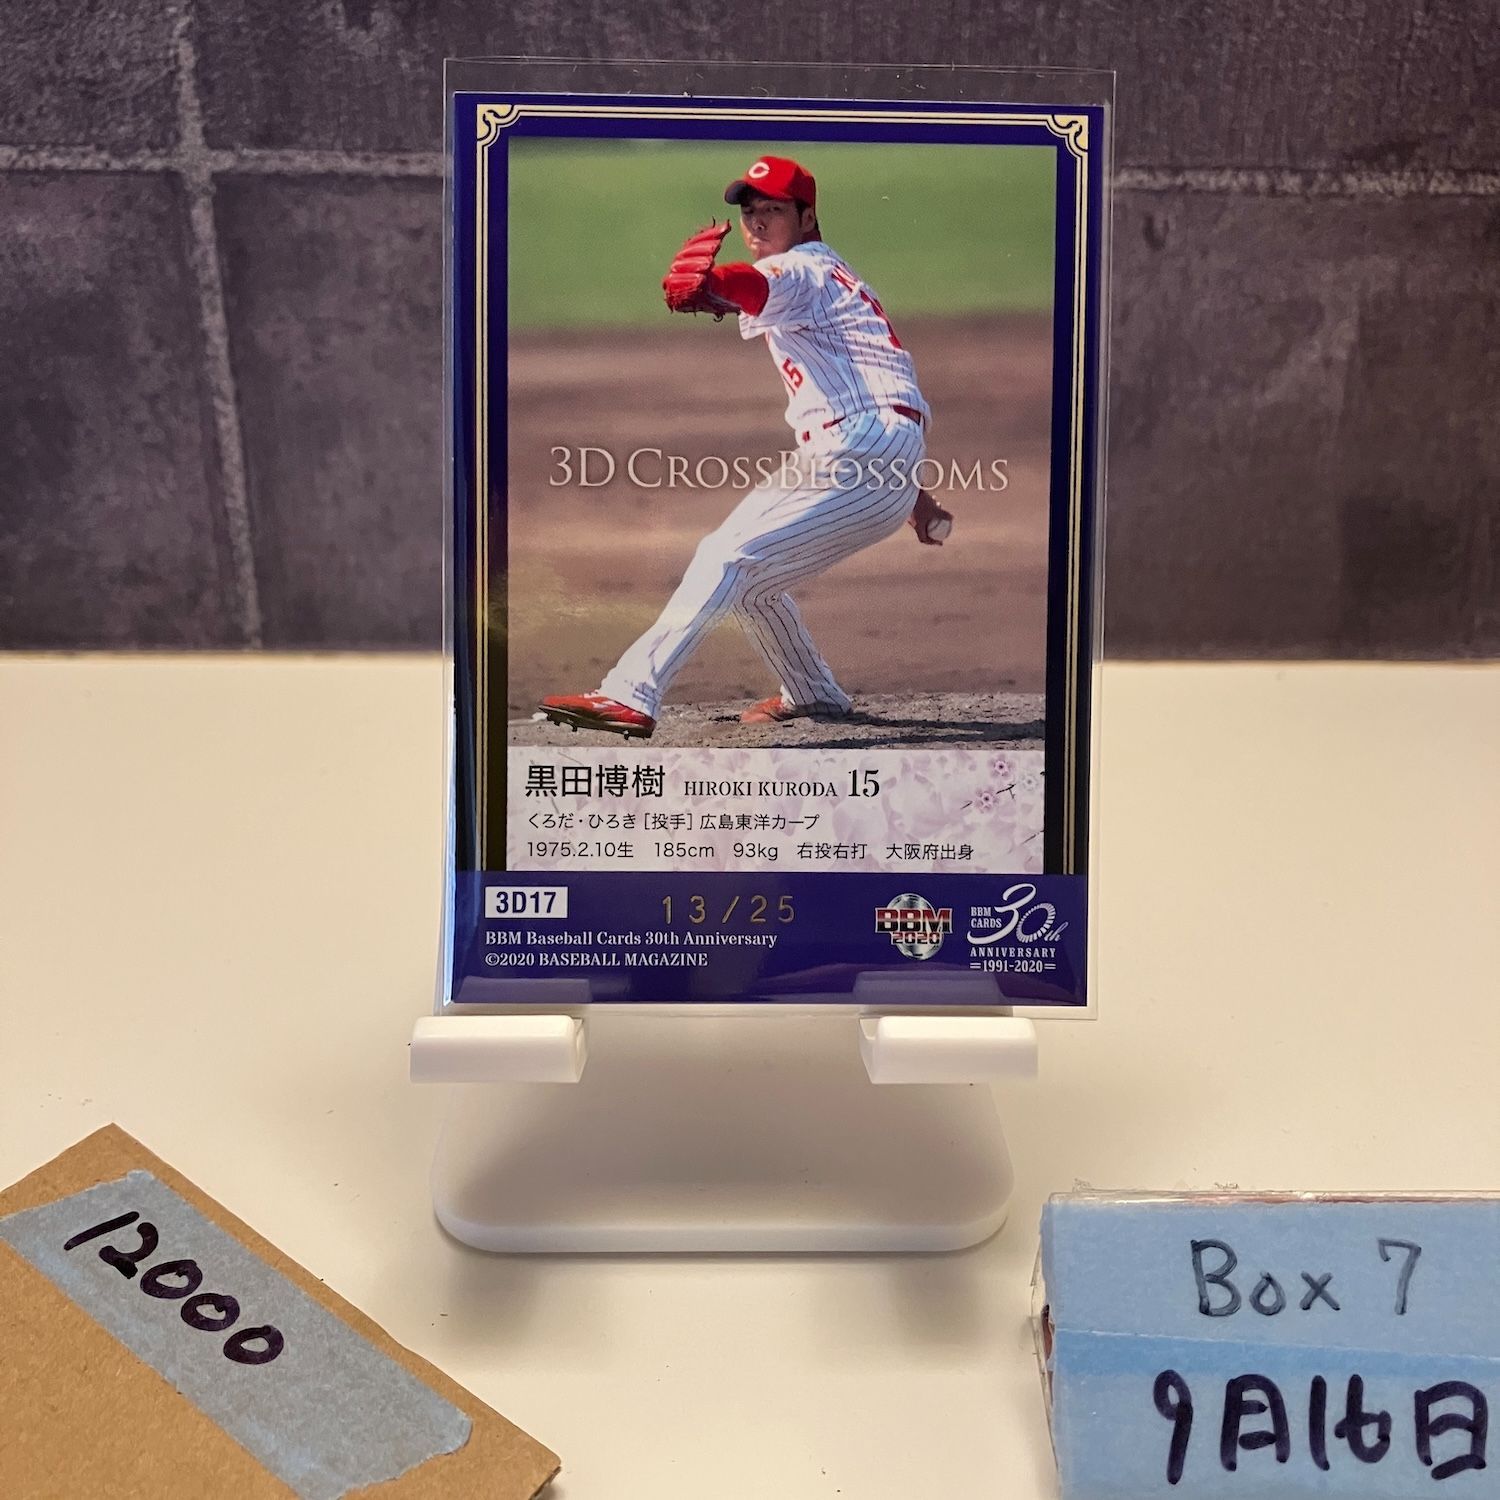 C
15
3D CROSSBLOSSOMS
黒田博樹 HIROKI KURODA 15
くろだ・ひろき [投手] 広島東洋カープ
1975.2.10生 185cm 93kg 右投右打 大阪府出身
3D17
13/25
BBM Baseball Cards 30th Anniversary
©2020 BASEBALL MAGAZINE
BBM
2020
BBM
CARDS
30th
ANNIVERSARY
1991-2020
12000
Box 7
9月16日